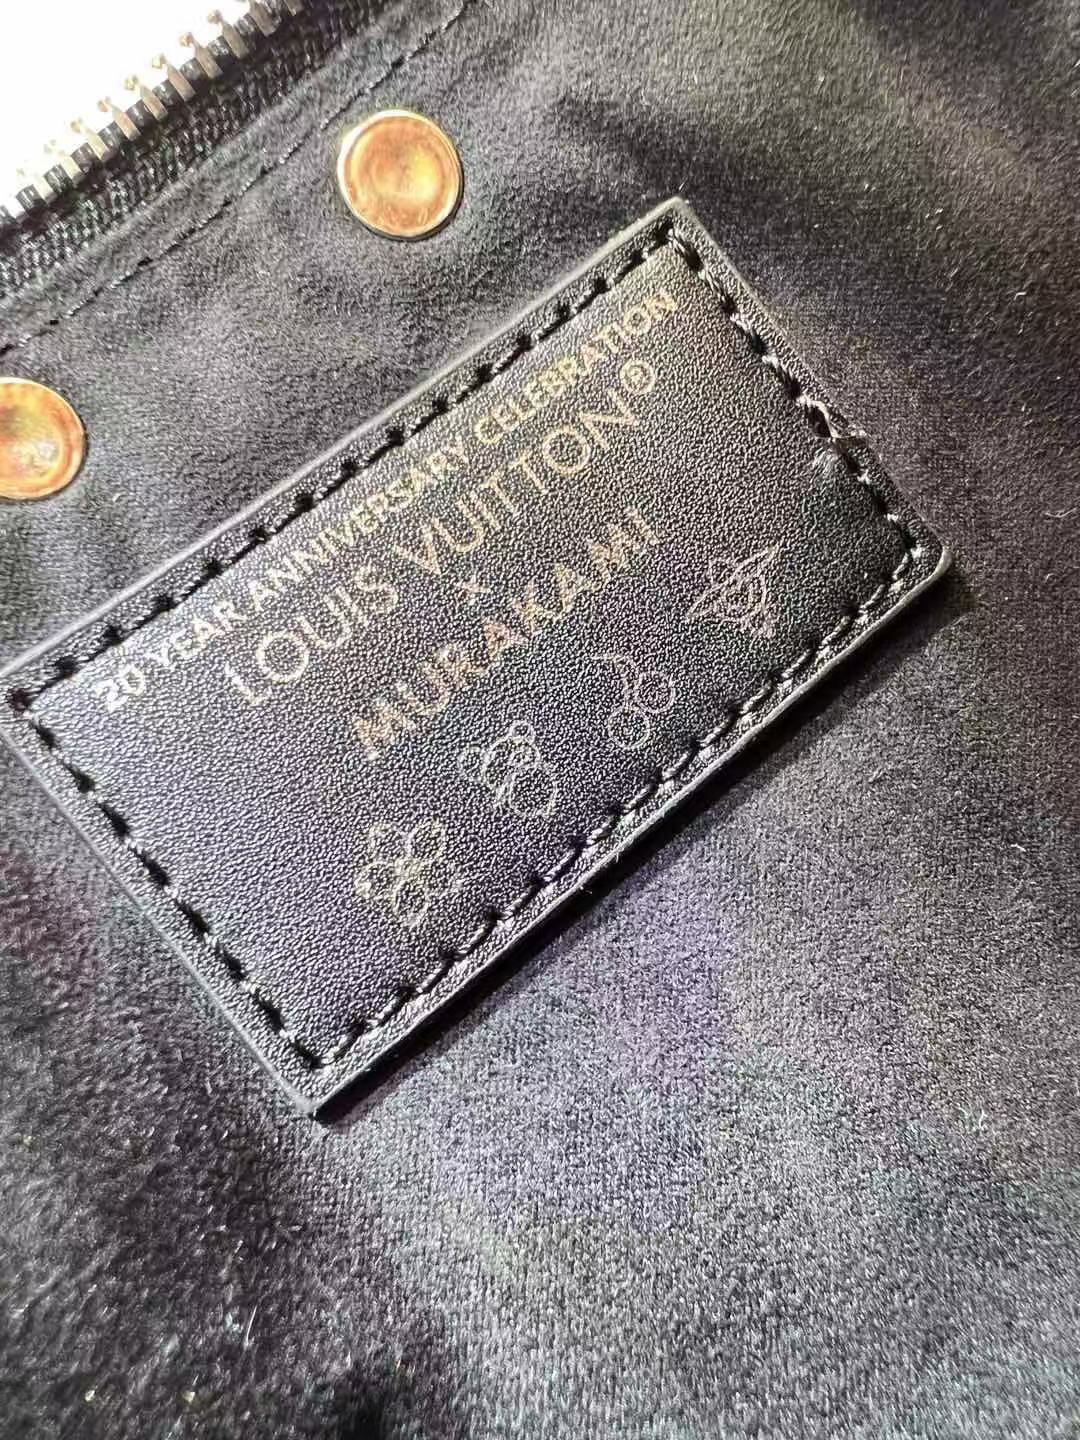 20 YEAR ANNIVERSARY CELEBRATION
LOUIS VUITTON®
×
MURAKAMI